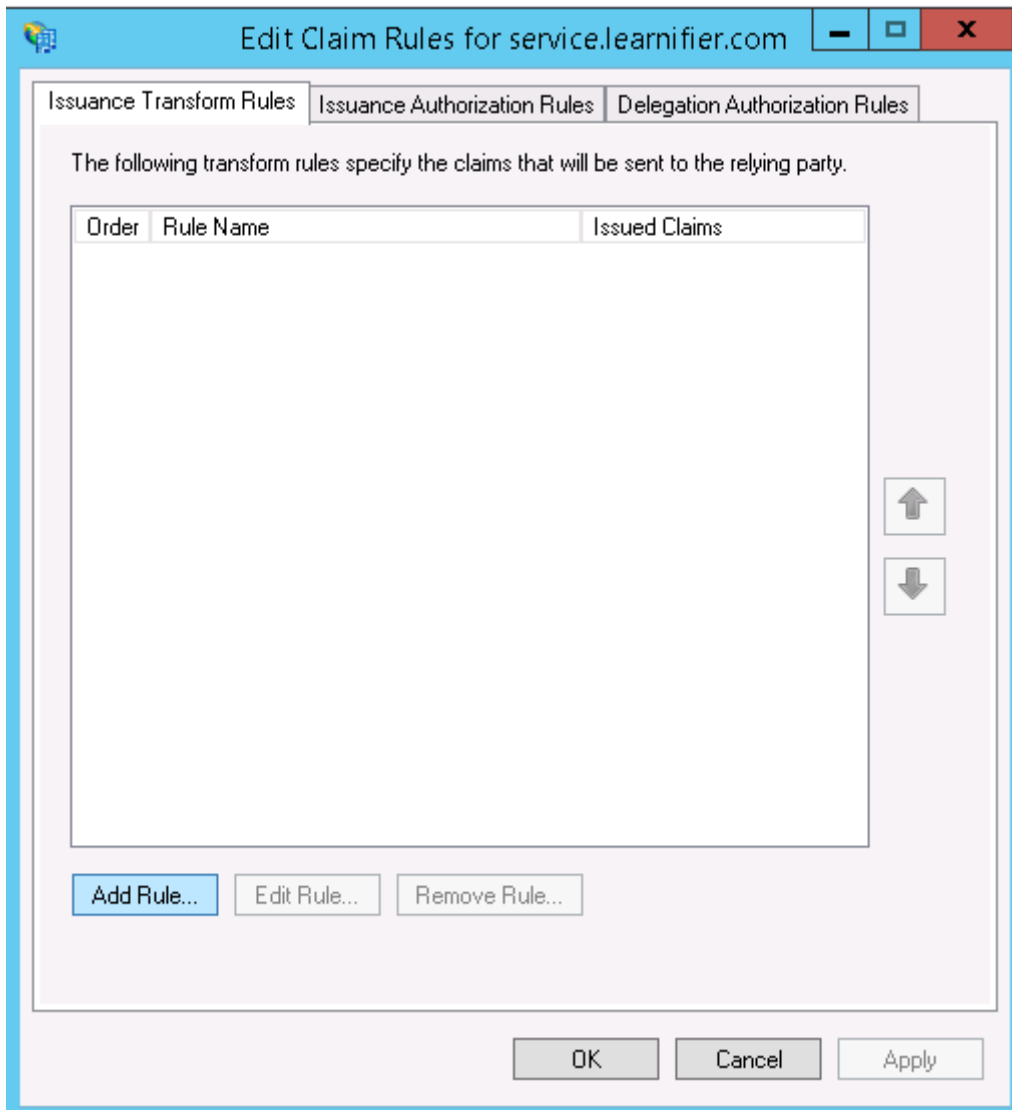 Edit Claim Rules for service.learnifier.com
Issuance Transform Rules Issuance Authorization Rules Delegation Authorization Rules
The following transform rules specify the claims that will be sent to the relying party.
Order Rule Name Issued Claims
Add Rule... Edit Rule... Remove Rule...
OK Cancel Apply